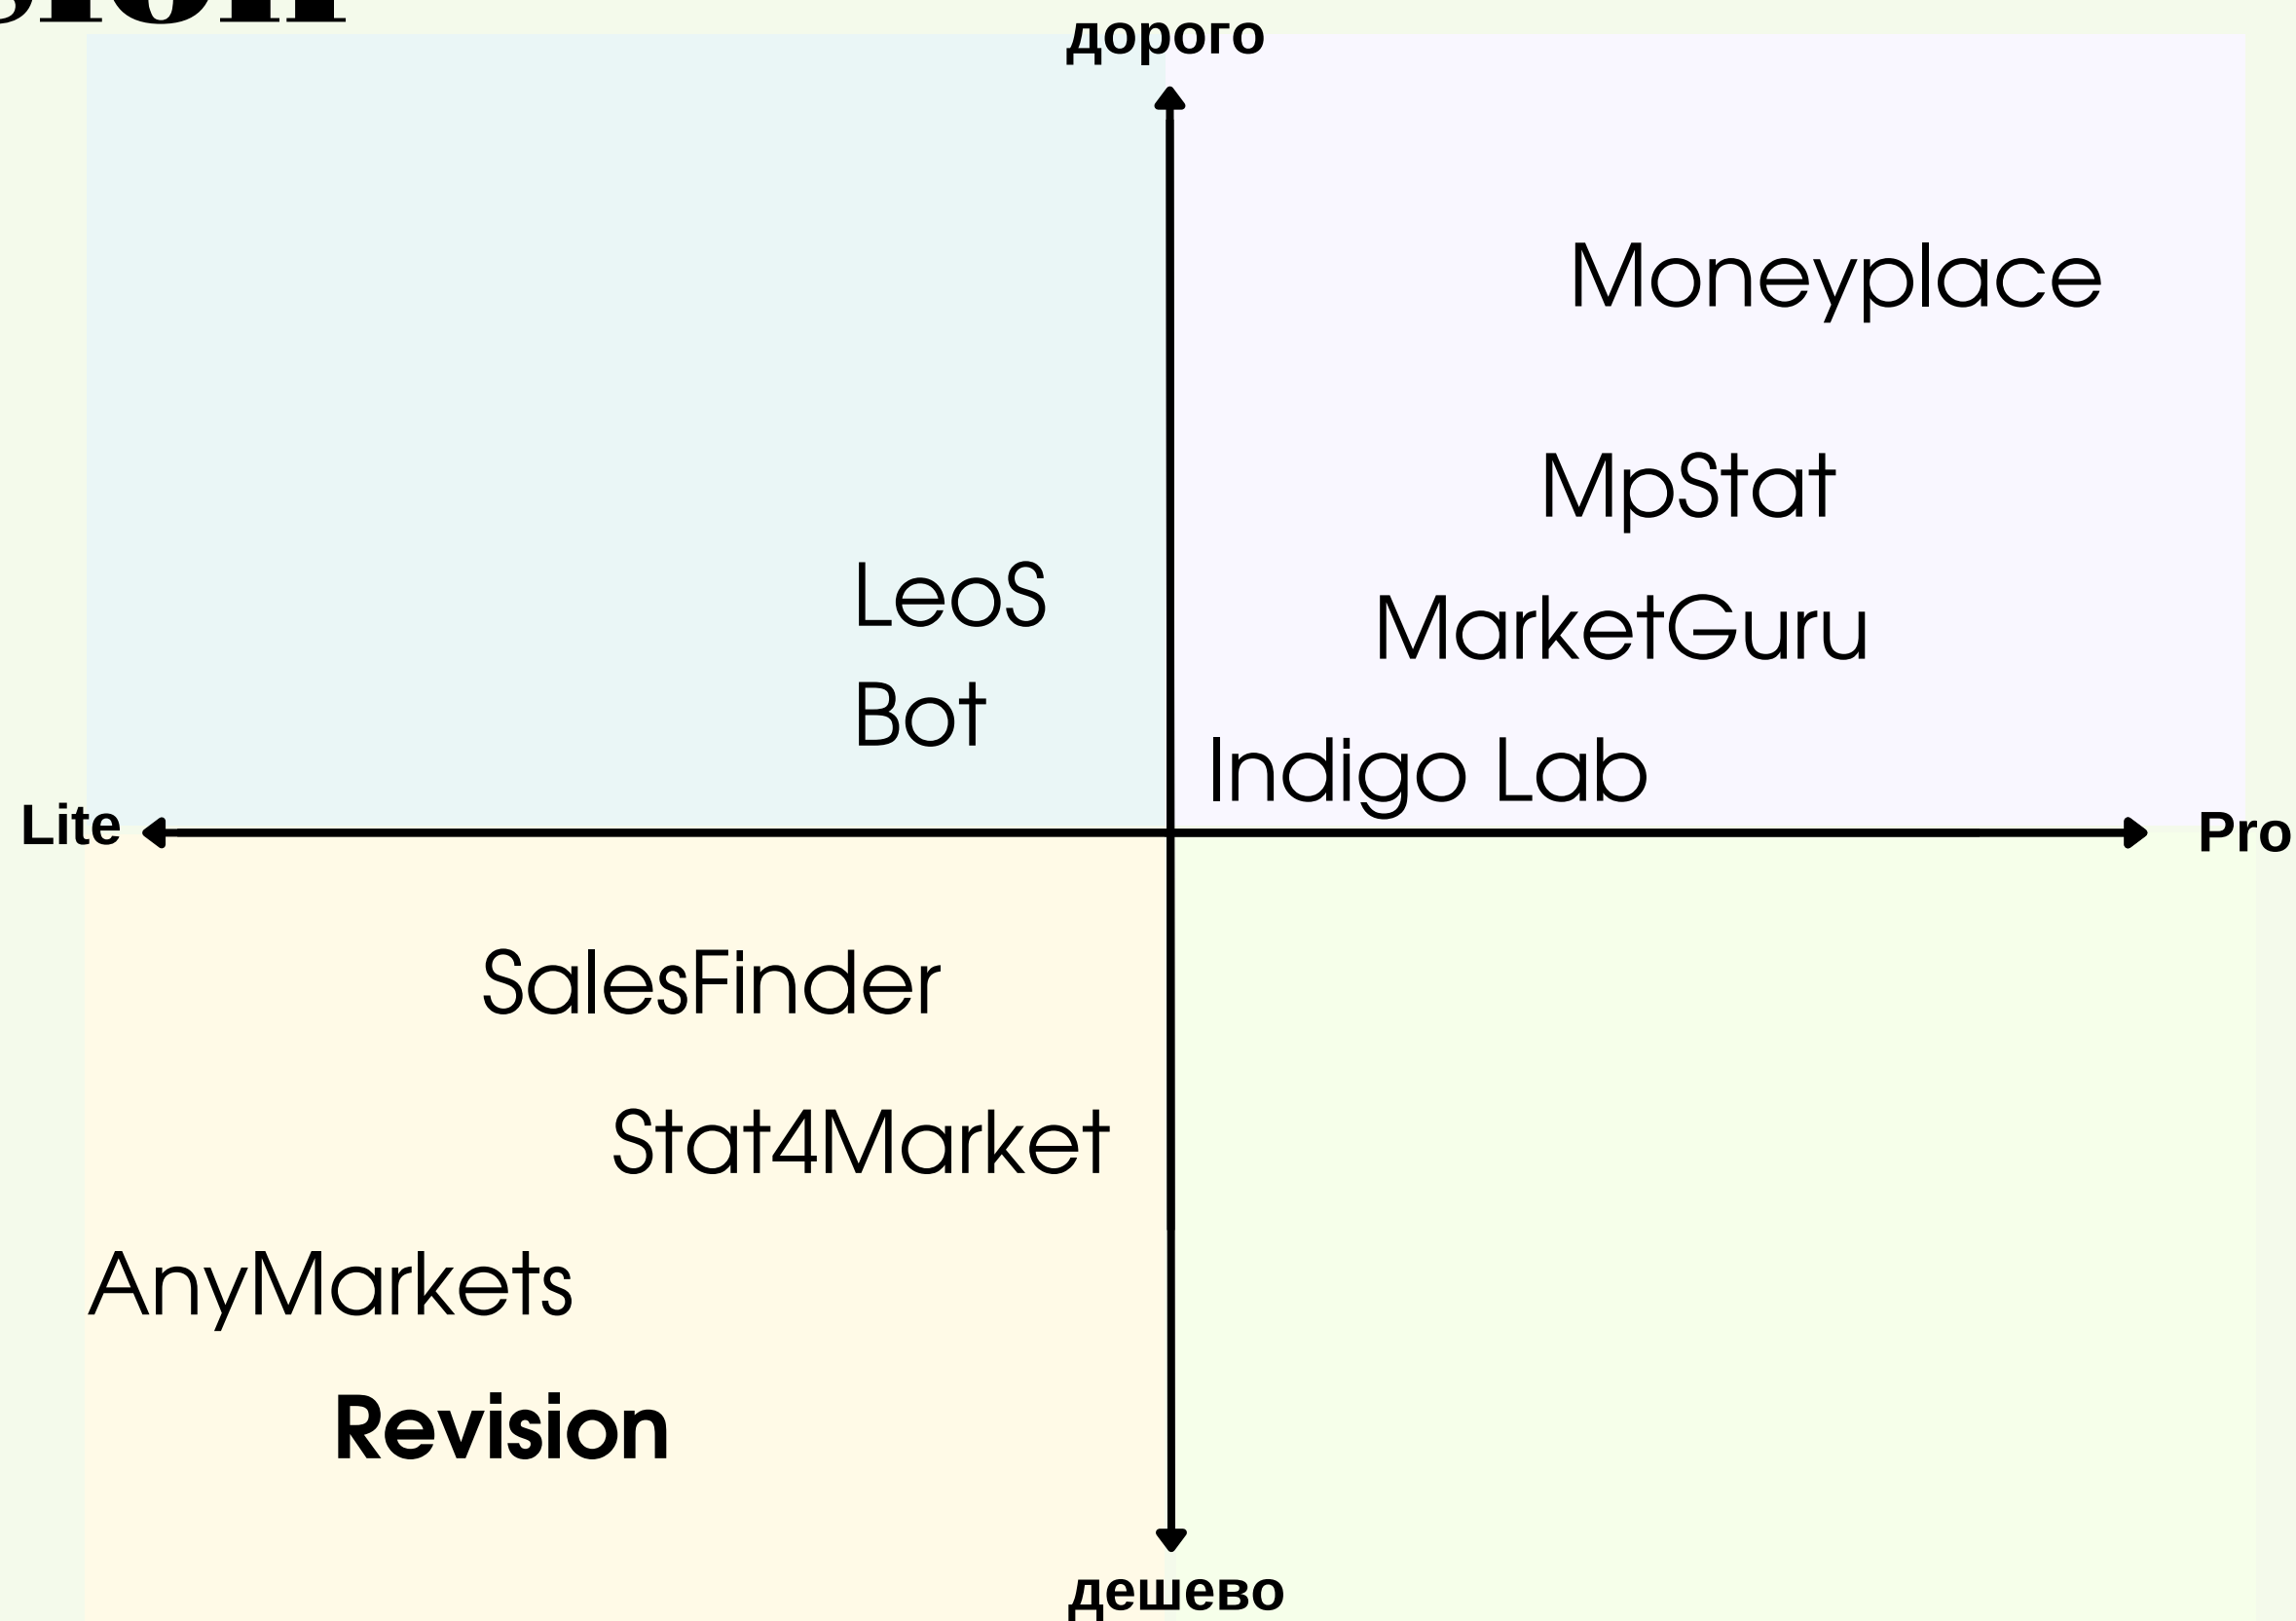 дорого
Moneyplace
MpStat
LeoS
Bot
MarketGuru
Indigo Lab
Lite
Pro
SalesFinder
Stat4Market
AnyMarkets
Revision
дешево